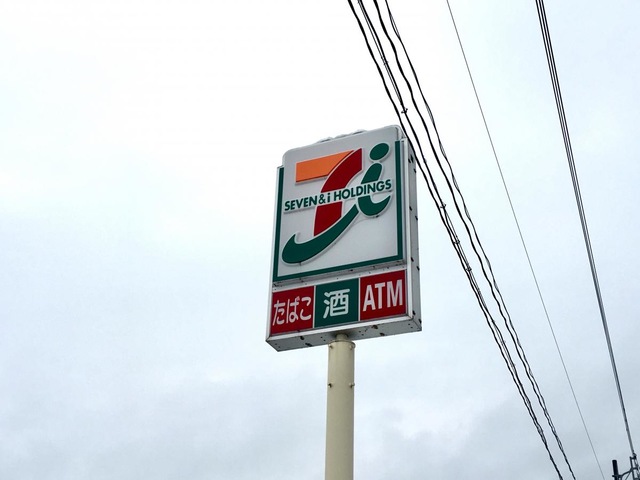 SEVEN&i HOLDINGS
たばこ 酒 ATM